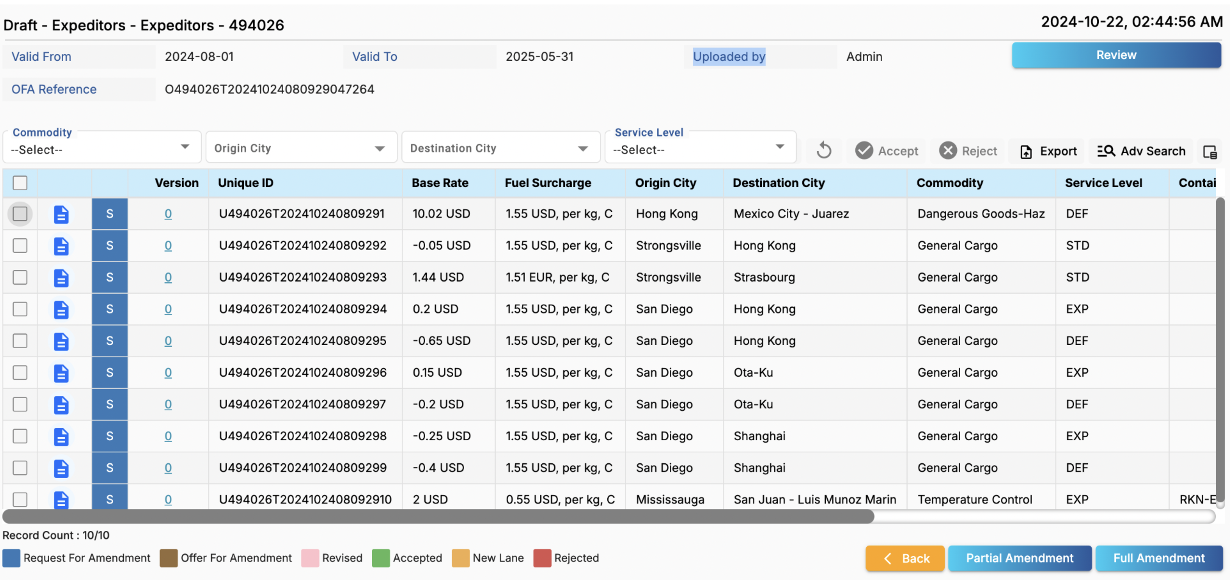 Draft - Expeditors - Expeditors - 494026 2024-10-22, 02:44:56 AM
Valid From 2024-08-01 Valid To 2025-05-31 Uploaded by Admin Review
OFA Reference O494026T20241024080929047264
Commodity Service Level
--Select-- Origin City Destination City --Select-- Accept Reject Export Adv Search
Version Unique ID Base Rate Fuel Surcharge Origin City Destination City Commodity Service Level Contai
S 0 U494026T202410240809291 10.02 USD 1.55 USD, per kg, C Hong Kong Mexico City - Juarez Dangerous Goods-Haz DEF
S 0 U494026T202410240809292 -0.05 USD 1.55 USD, per kg, C Strongsville Hong Kong General Cargo STD
S 0 U494026T202410240809293 1.44 USD 1.51 EUR, per kg, C Strongsville Strasbourg General Cargo STD
S 0 U494026T202410240809294 0.2 USD 1.55 USD, per kg, C San Diego Hong Kong General Cargo EXP
S 0 U494026T202410240809295 -0.65 USD 1.55 USD, per kg, C San Diego Hong Kong General Cargo DEF
S 0 U494026T202410240809296 0.15 USD 1.55 USD, per kg, C San Diego Ota-Ku General Cargo EXP
S 0 U494026T202410240809297 -0.2 USD 1.55 USD, per kg, C San Diego Ota-Ku General Cargo DEF
S 0 U494026T202410240809298 -0.25 USD 1.55 USD, per kg, C San Diego Shanghai General Cargo EXP
S 0 U494026T202410240809299 -0.4 USD 1.55 USD, per kg, C San Diego Shanghai General Cargo DEF
S 0 U494026T2024102408092910 2 USD 0.55 USD, per kg, C Mississauga San Juan - Luis Munoz Marin Temperature Control EXP RKN-E
Record Count : 10/10
Request For Amendment Offer For Amendment Revised Accepted New Lane Rejected Back Partial Amendment Full Amendment